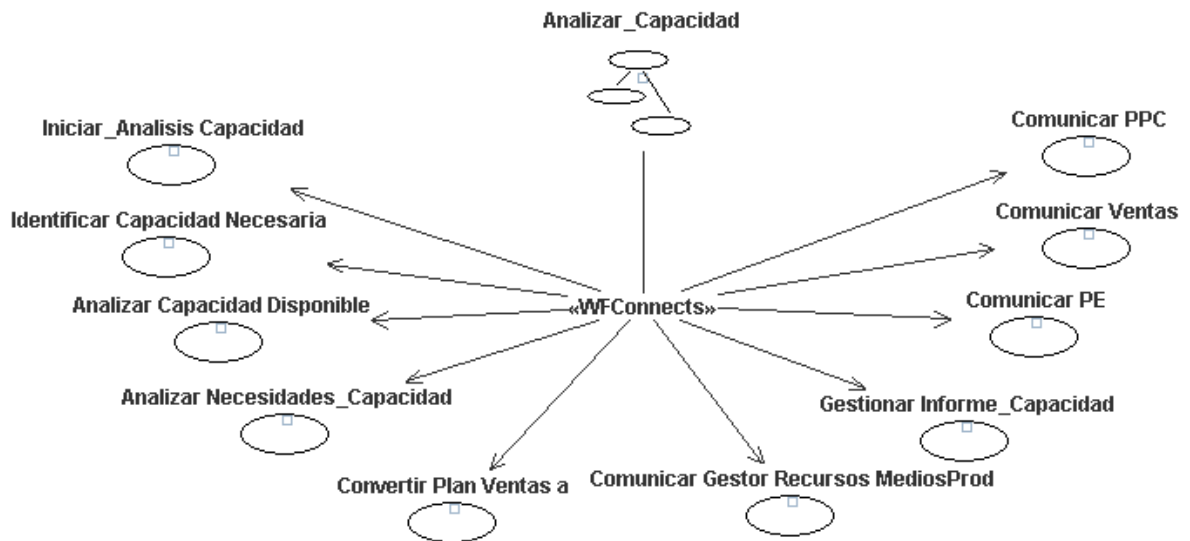 Analizar_Capacidad
Iniciar_Analisis Capacidad
Comunicar PPC
Identificar Capacidad Necesaria
Comunicar Ventas
Analizar Capacidad Disponible
«WFConnects»
Comunicar PE
Analizar Necesidades_Capacidad
Gestionar Informe_Capacidad
Convertir Plan Ventas a
Comunicar Gestor Recursos MediosProd